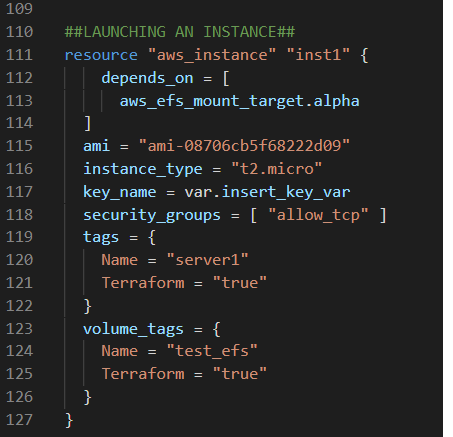 109
110 ##LAUNCHING AN INSTANCE##
111 resource "aws_instance" "inst1" {
112 depends_on = [
113 aws_efs_mount_target.alpha
114 ]
115 ami = "ami-08706cb5f68222d09"
116 instance_type = "t2.micro"
117 key_name = var.insert_key_var
118 security_groups = [ "allow_tcp" ]
119 tags = {
120 Name = "server1"
121 Terraform = "true"
122 }
123 volume_tags = {
124 Name = "test_efs"
125 Terraform = "true"
126 }
127 }